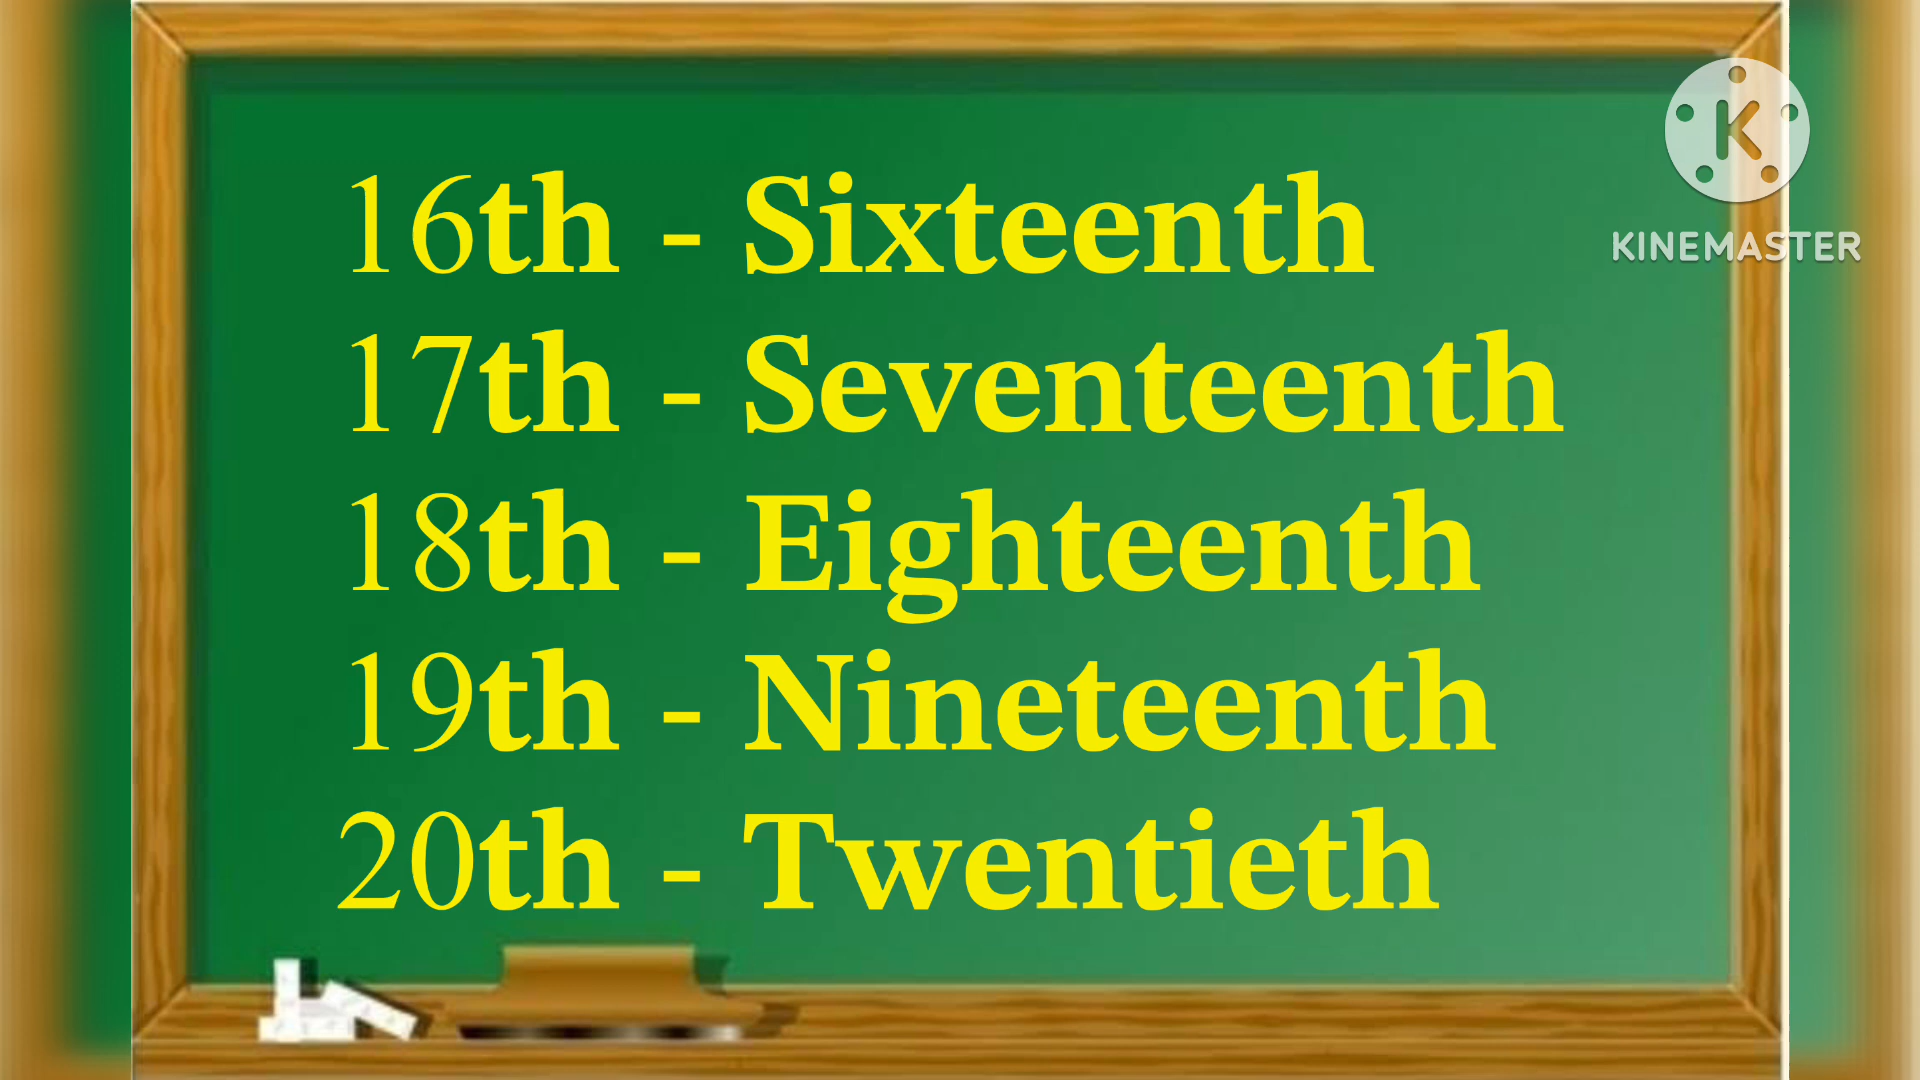 16th - Sixteenth
17th - Seventeenth
18th - Eighteenth
19th - Nineteenth
20th - Twentieth
K
KINEMASTER